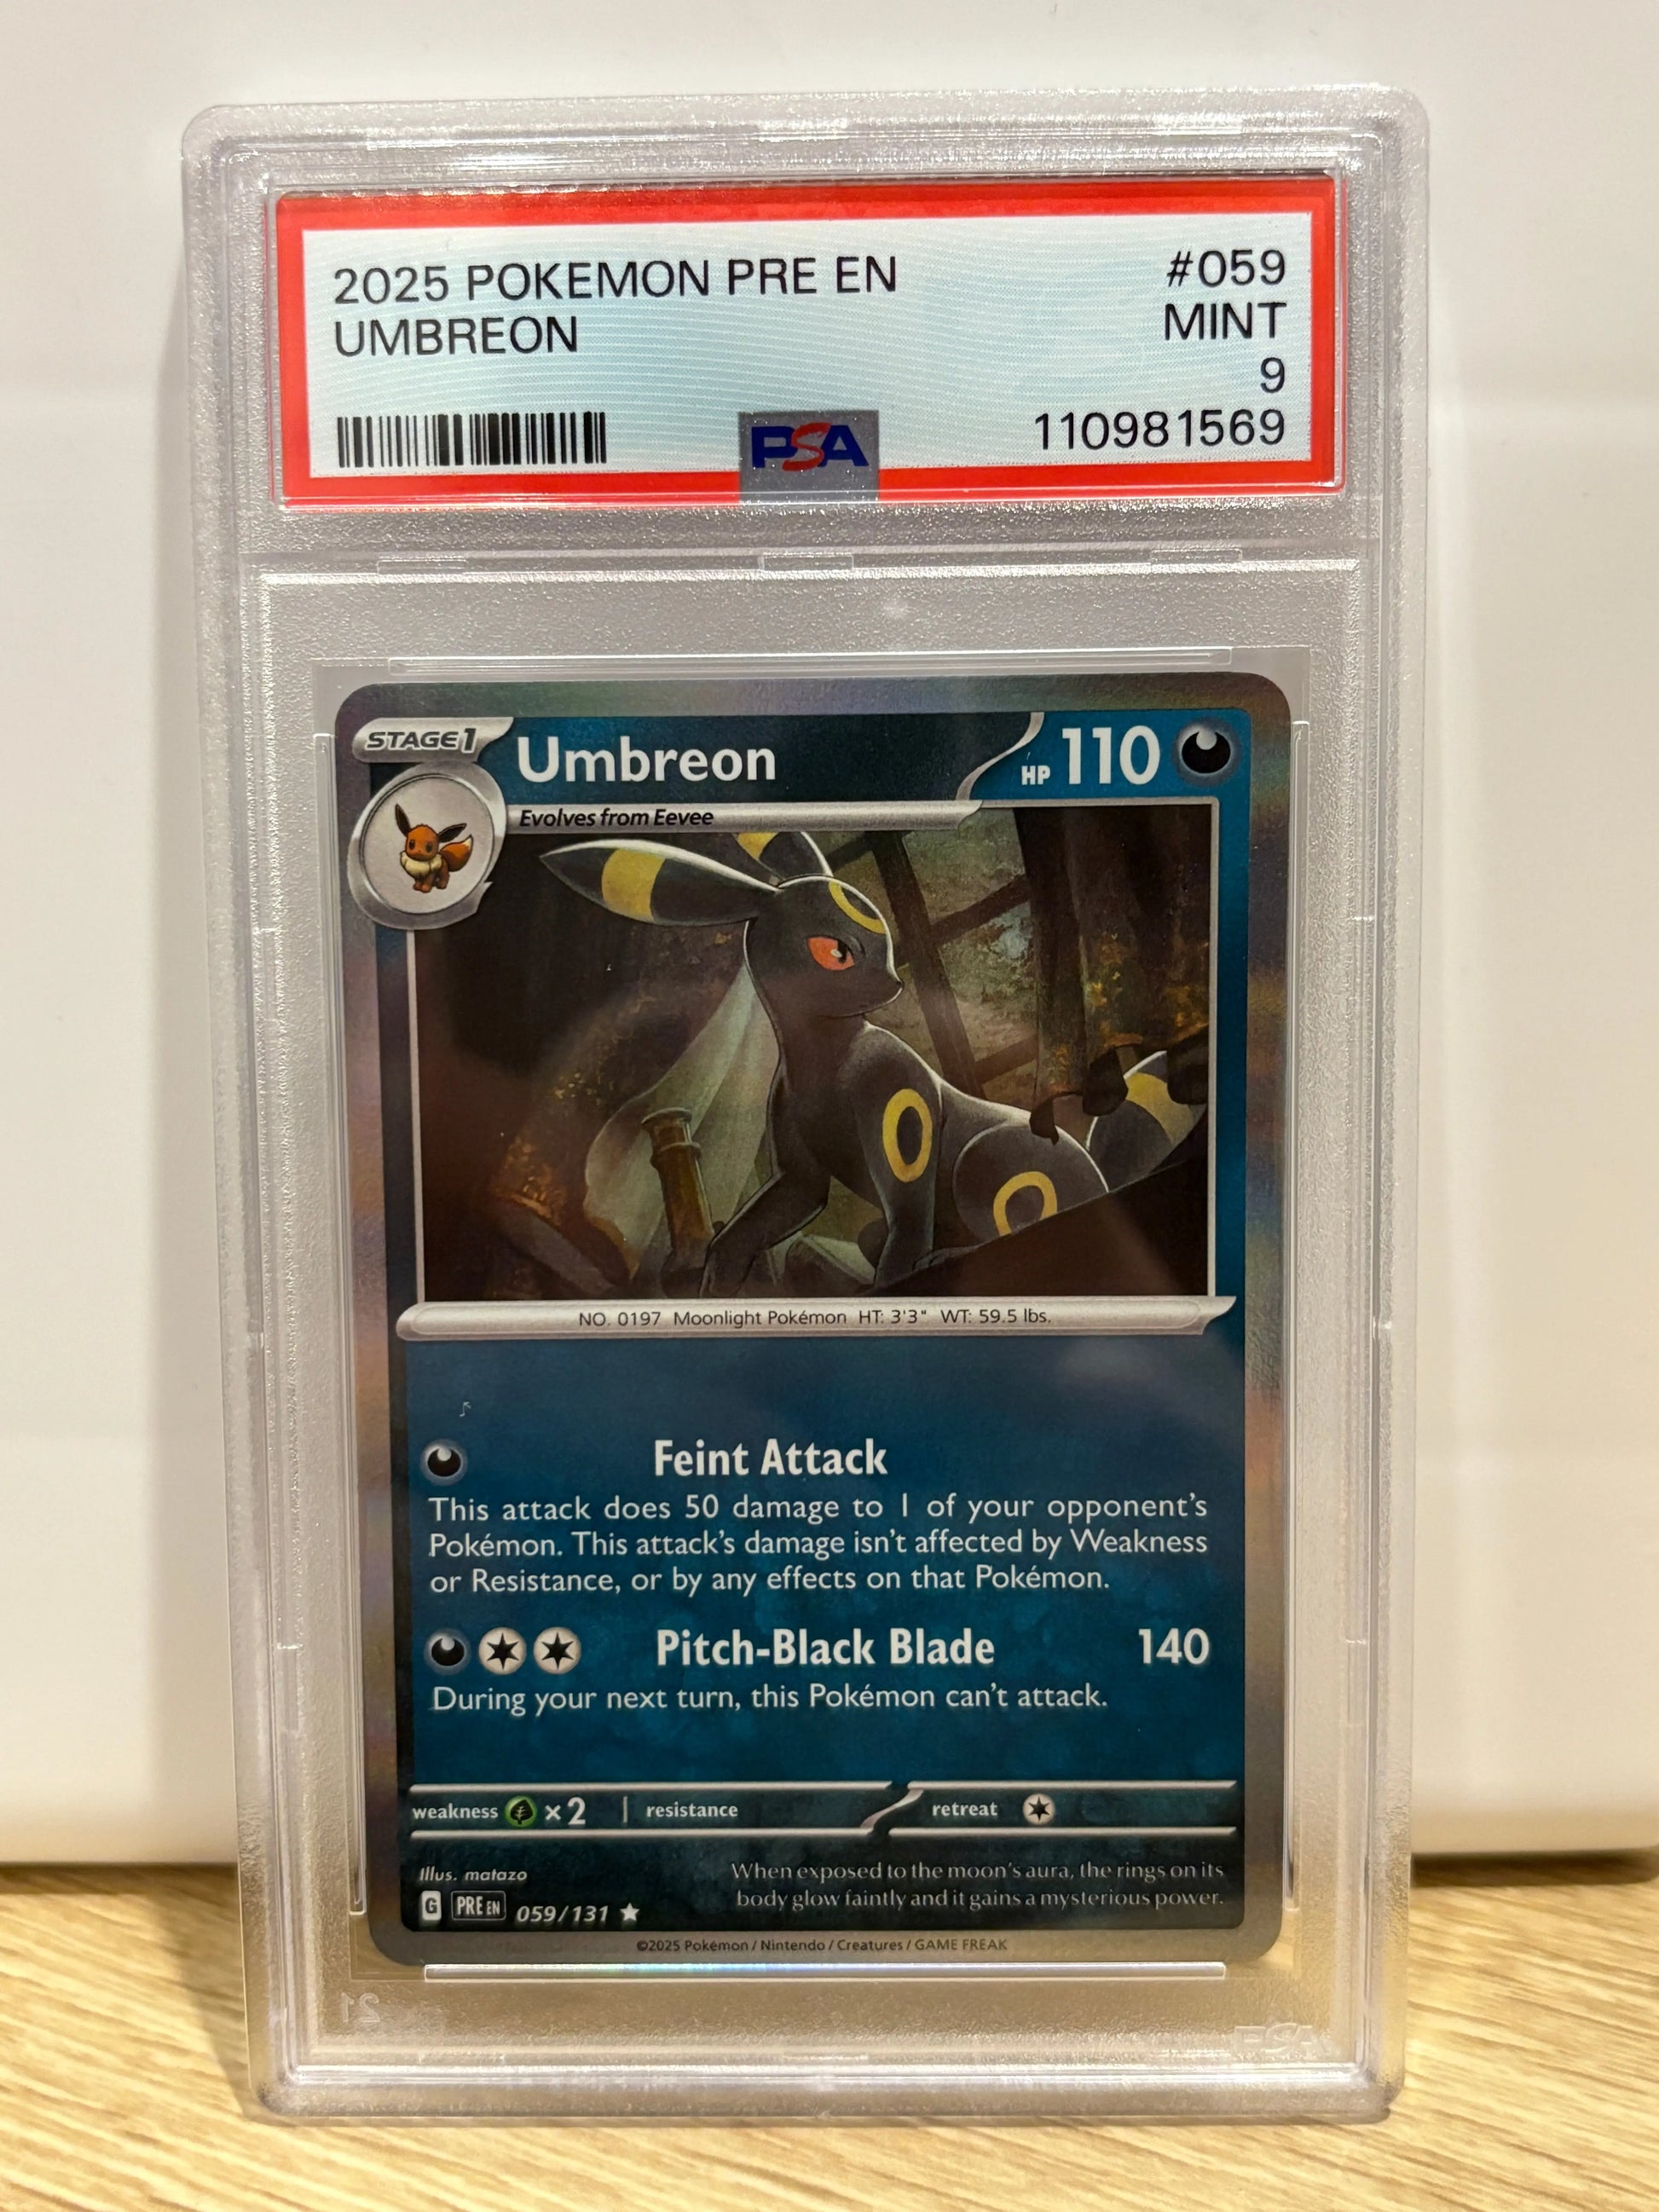 2025 POKEMON PRE EN #059
UMBREON MINT
9
PSA 110981569
STAGE 1 Umbreon HP 110
Evolves from Eevee
NO. 0197 Moonlight Pokémon HT: 3'3" WT: 59.5 lbs.
Feint Attack
This attack does 50 damage to 1 of your opponent's
Pokémon. This attack's damage isn't affected by Weakness
or Resistance, or by any effects on that Pokémon.
Pitch-Black Blade 140
During your next turn, this Pokémon can't attack.
weakness ×2 resistance retreat
Illus. matazo When exposed to the moon's aura, the rings on its
G PRE EN 059/131 body glow faintly and it gains a mysterious power.
©2025 Pokémon / Nintendo / Creatures / GAME FREAK
21 PSA